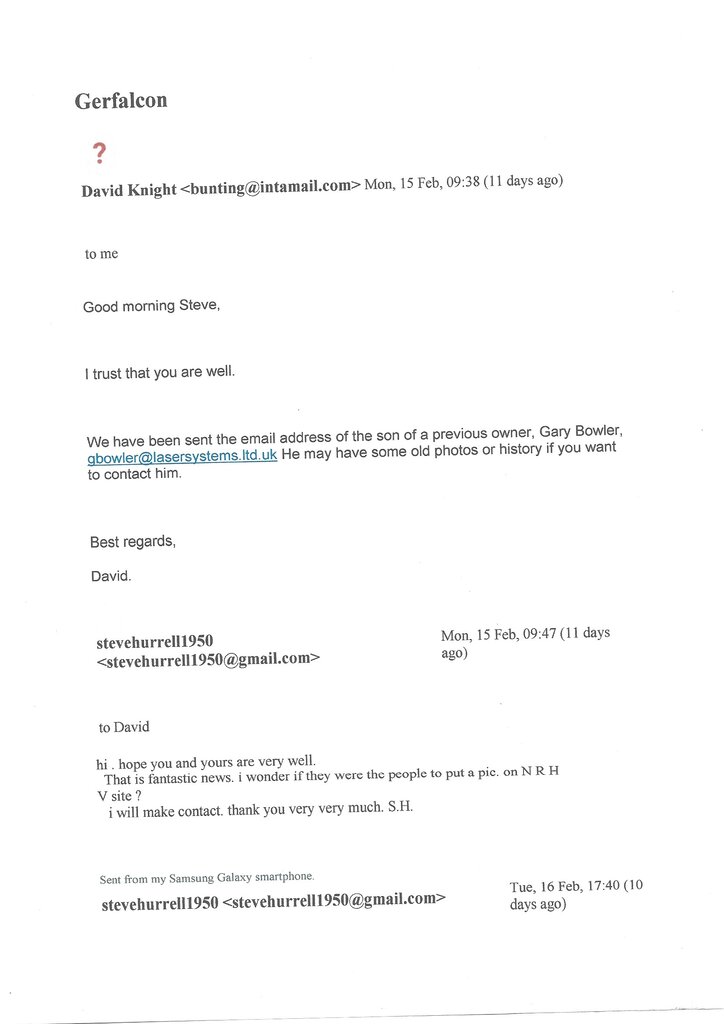 Gerfalcon
?
David Knight <bunting@intamail.com> Mon, 15 Feb, 09:38 (11 days ago)
to me
Good morning Steve,
I trust that you are well.
We have been sent the email address of the son of a previous owner, Gary Bowler,
gbowler@lasersystems.ltd.uk He may have some old photos or history if you want
to contact him.
Best regards,
David.
stevehurrell1950
<stevehurrell1950@gmail.com>
Mon, 15 Feb, 09:47 (11 days
ago)
to David
hi . hope you and yours are very well.
That is fantastic news. i wonder if they were the people to put a pic. on N R H
V site ?
i will make contact. thank you very very much. S.H.
Sent from my Samsung Galaxy smartphone.
stevehurrell1950 <stevehurrell1950@gmail.com>
Tue, 16 Feb, 17:40 (10
days ago)